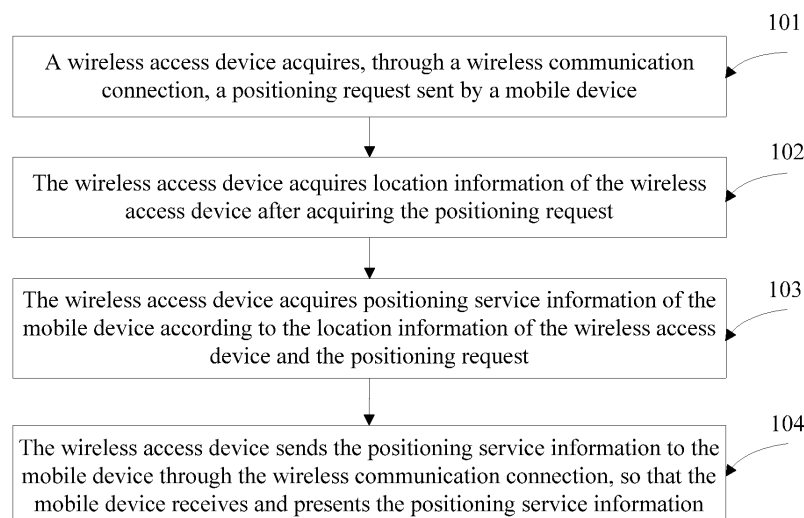 101
A wireless access device acquires, through a wireless communication
connection, a positioning request sent by a mobile device
102
The wireless access device acquires location information of the wireless
access device after acquiring the positioning request
103
The wireless access device acquires positioning service information of the
mobile device according to the location information of the wireless access
device and the positioning request
104
The wireless access device sends the positioning service information to the
mobile device through the wireless communication connection, so that the
mobile device receives and presents the positioning service information